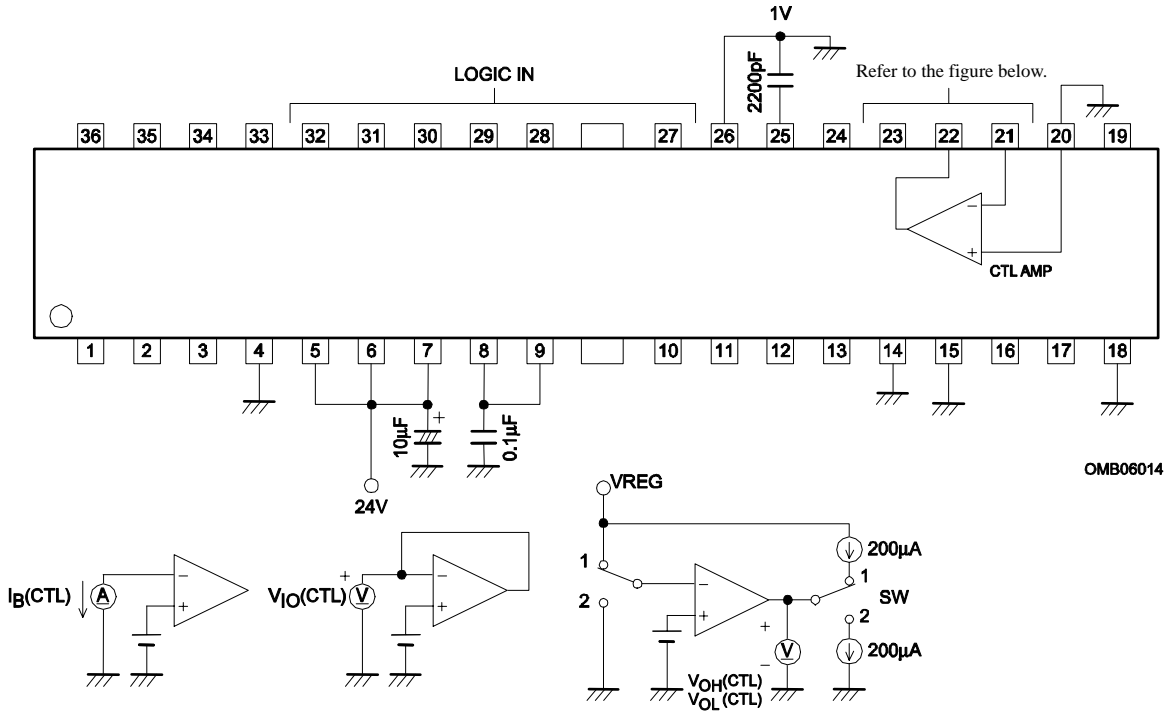 1V
LOGIC IN
2200pF
Refer to the figure below.
36 35 34 33 32 31 30 29 28 27 26 25 24 23 22 21 20 19
−
+
CTL AMP
1 2 3 4 5 6 7 8 9 10 11 12 13 14 15 16 17 18
+
10µF
0.1µF
24V
OMB06014
VREG
IB(CTL)
A
−
+
+
VIO(CTL)
V
−
+
1
2
−
+
+
−
V
VOH(CTL)
VOL(CTL)
200µA
1
SW
2
200µA